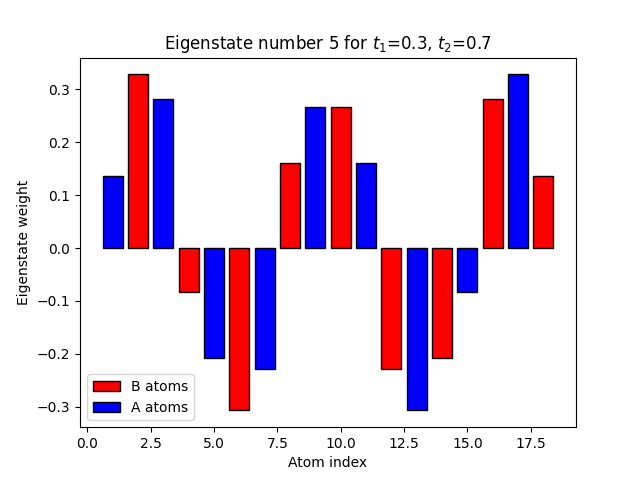 Eigenstate number 5 for $t_1$=0.3, $t_2$=0.7
Eigenstate weight
0.3
0.2
0.1
0.0
−0.1
−0.2
−0.3
B atoms
A atoms
0.0 2.5 5.0 7.5 10.0 12.5 15.0 17.5
Atom index